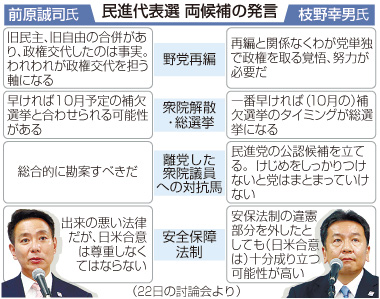 前原誠司氏
民進代表選 両候補の発言
枝野幸男氏
旧民主、旧自由の合併があ
り、政権交代したのは事実。
われわれが政権交代を担う
軸になる
野党再編
再編と関係なくわが党単独
で政権を取る覚悟、努力が
必要だ
早ければ10月予定の補欠
選挙と合わせられる可能性
がある
衆院解散
・総選挙
一番早ければ(10月の)補
欠選挙のタイミングが総選
挙になる
総合的に勘案すべきだ
離党した
衆院議員
への対抗馬
民進党の公認候補を立て
る。けじめをしっかりつけ
ないと党はまとまっていけ
ない
出来の悪い法律
だが、日米合意
は尊重しなく
てはならない
安全保障
法制
安保法制の違憲
部分を外したと
しても(日米合意
は)十分成り立つ
可能性が高い
(22日の討論会より)